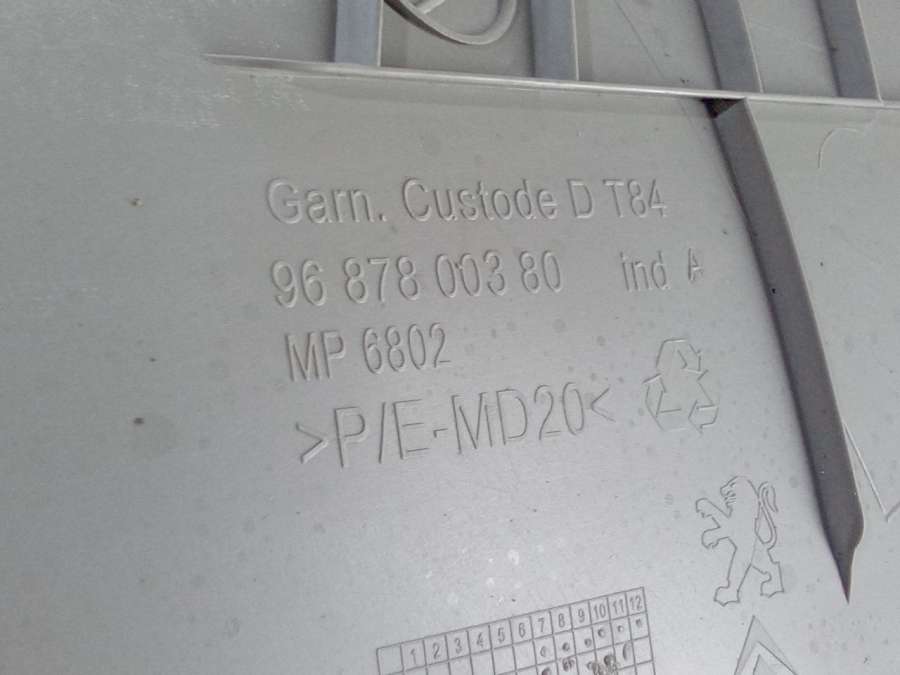 Garn. Custode D T84
96 878 003 80 ind A
MP 6802
>P/E-MD20<
1 2 3 4 5 6 7 8 9 10 11 12